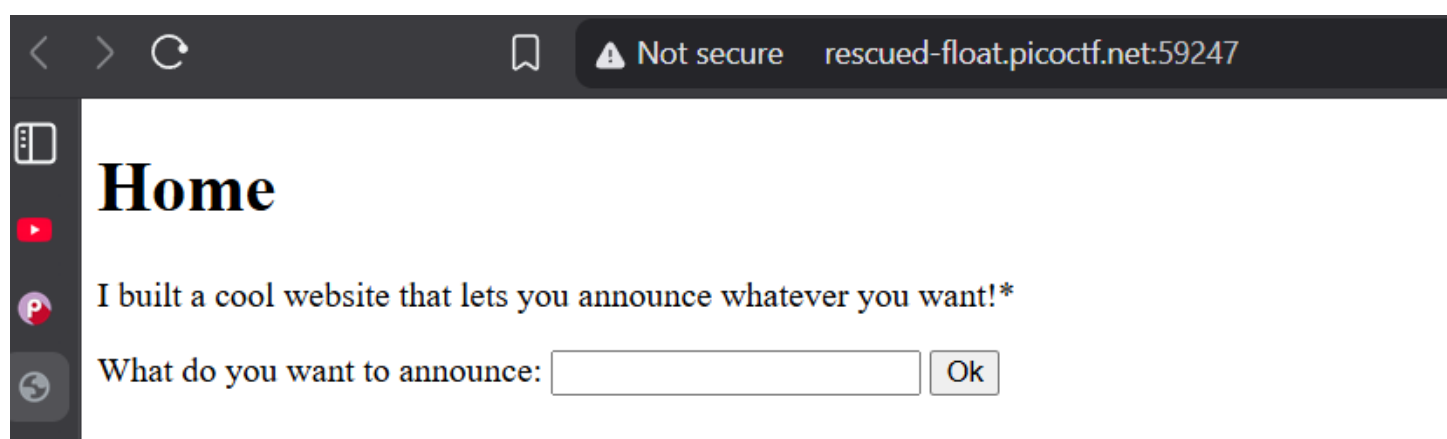 Not secure rescued-float.picoctf.net:59247
Home
I built a cool website that lets you announce whatever you want!*
What do you want to announce: Ok